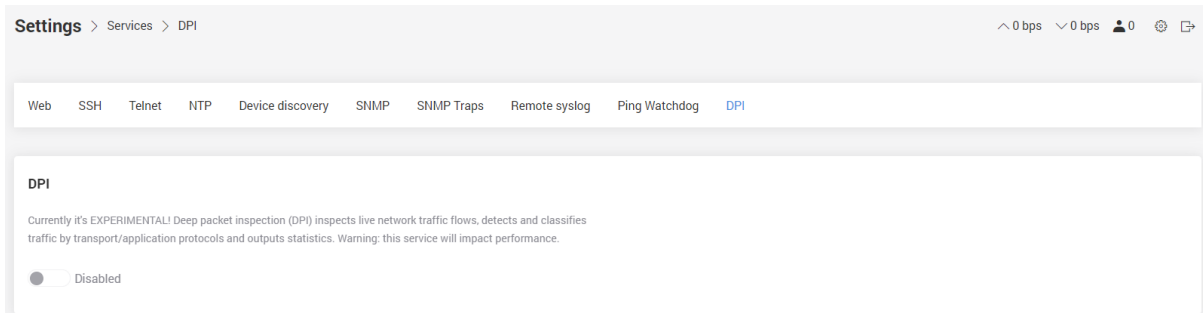 Settings > Services > DPI
0 bps 0 bps 0
Web SSH Telnet NTP Device discovery SNMP SNMP Traps Remote syslog Ping Watchdog DPI
DPI
Currently it's EXPERIMENTAL! Deep packet inspection (DPI) inspects live network traffic flows, detects and classifies
traffic by transport/application protocols and outputs statistics. Warning: this service will impact performance.
Disabled